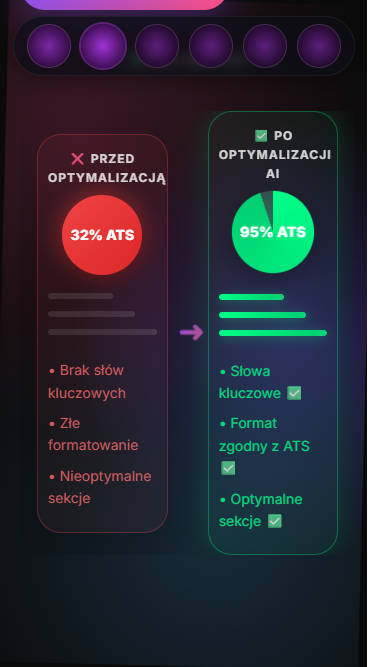 ❌ PRZED
OPTYMALIZACJĄ
32% ATS
• Brak słów
kluczowych
• Złe
formatowanie
• Nieoptymalne
sekcje
➜
✅ PO
OPTYMALIZACJI
AI
95% ATS
• Słowa
kluczowe ✅
• Format
zgodny z ATS
✅
• Optymalne
sekcje ✅